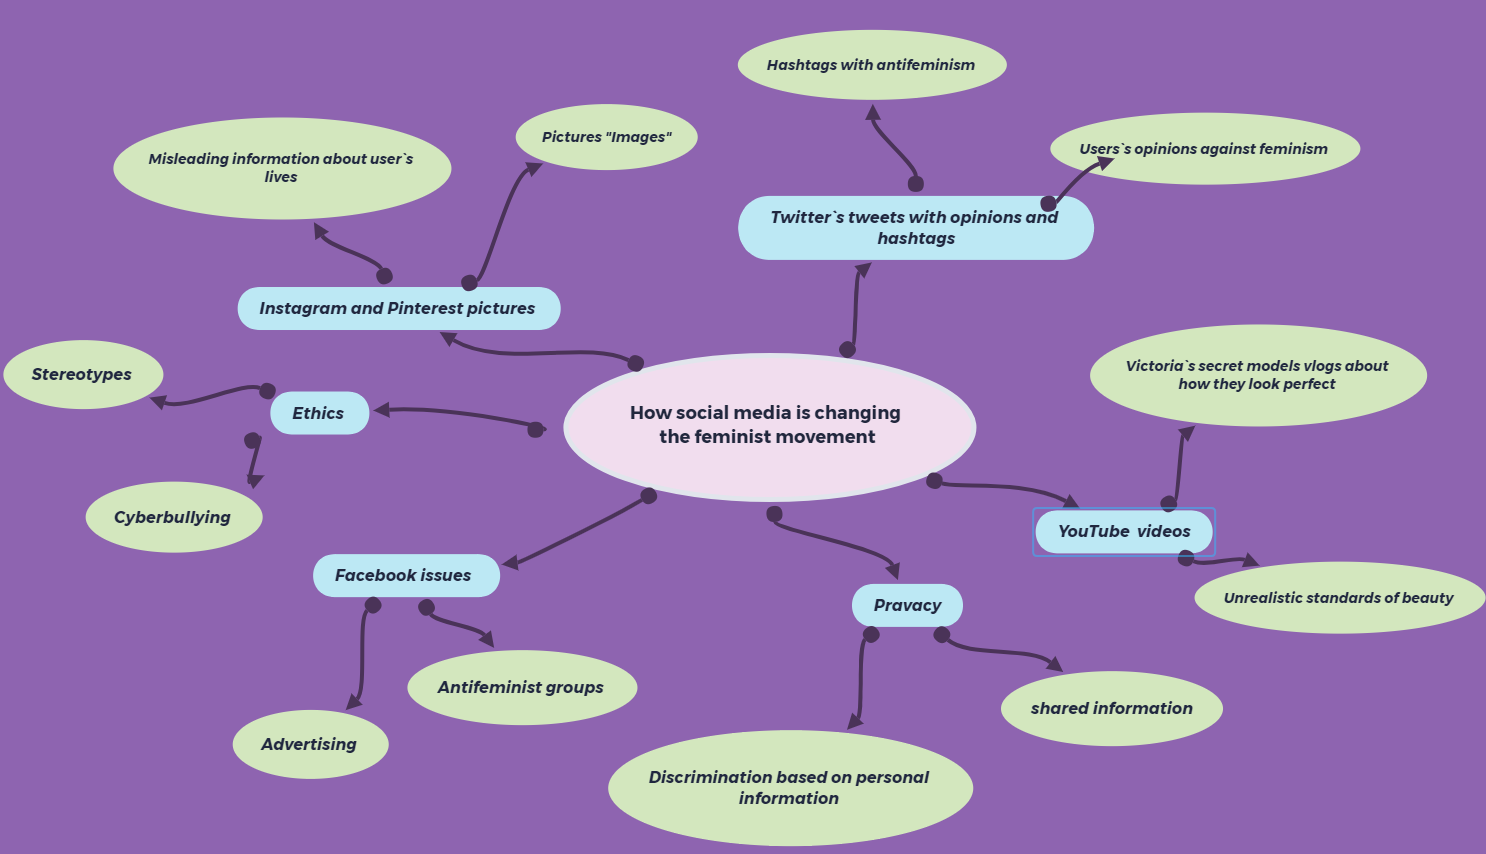 Hashtags with antifeminism
Pictures "Images"
Users`s opinions against feminism
Misleading information about user`s
lives
Twitter`s tweets with opinions and
hashtags
Instagram and Pinterest pictures
Stereotypes
Ethics
How social media is changing
the feminist movement
Victoria`s secret models vlogs about
how they look perfect
Cyberbullying
YouTube  videos
Facebook issues
Pravacy
Unrealistic standards of beauty
Antifeminist groups
shared information
Advertising
Discrimination based on personal
information